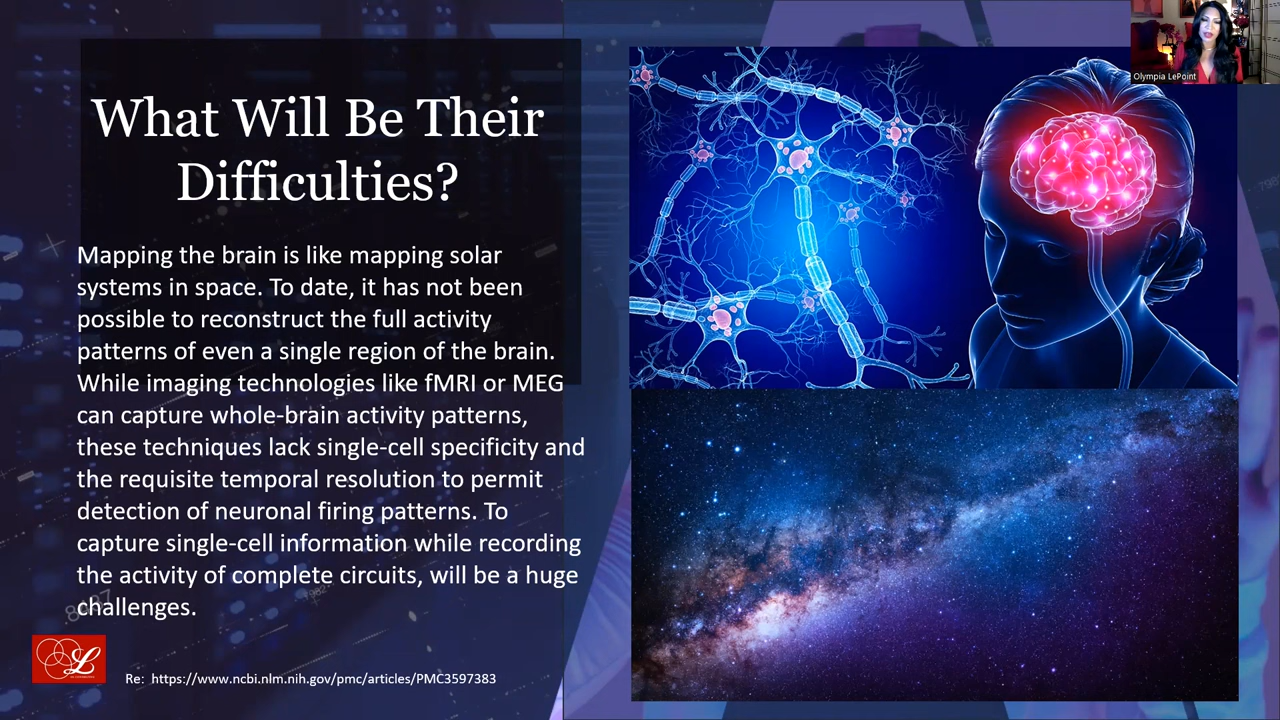 What Will Be Their
Difficulties?
Mapping the brain is like mapping solar
systems in space. To date, it has not been
possible to reconstruct the full activity
patterns of even a single region of the brain.
While imaging technologies like fMRI or MEG
can capture whole-brain activity patterns,
these techniques lack single-cell specificity and
the requisite temporal resolution to permit
detection of neuronal firing patterns. To
capture single-cell information while recording
the activity of complete circuits, will be a huge
challenges.
Re: https://www.ncbi.nlm.nih.gov/pmc/articles/PMC3597383
Olympia LePoint
L